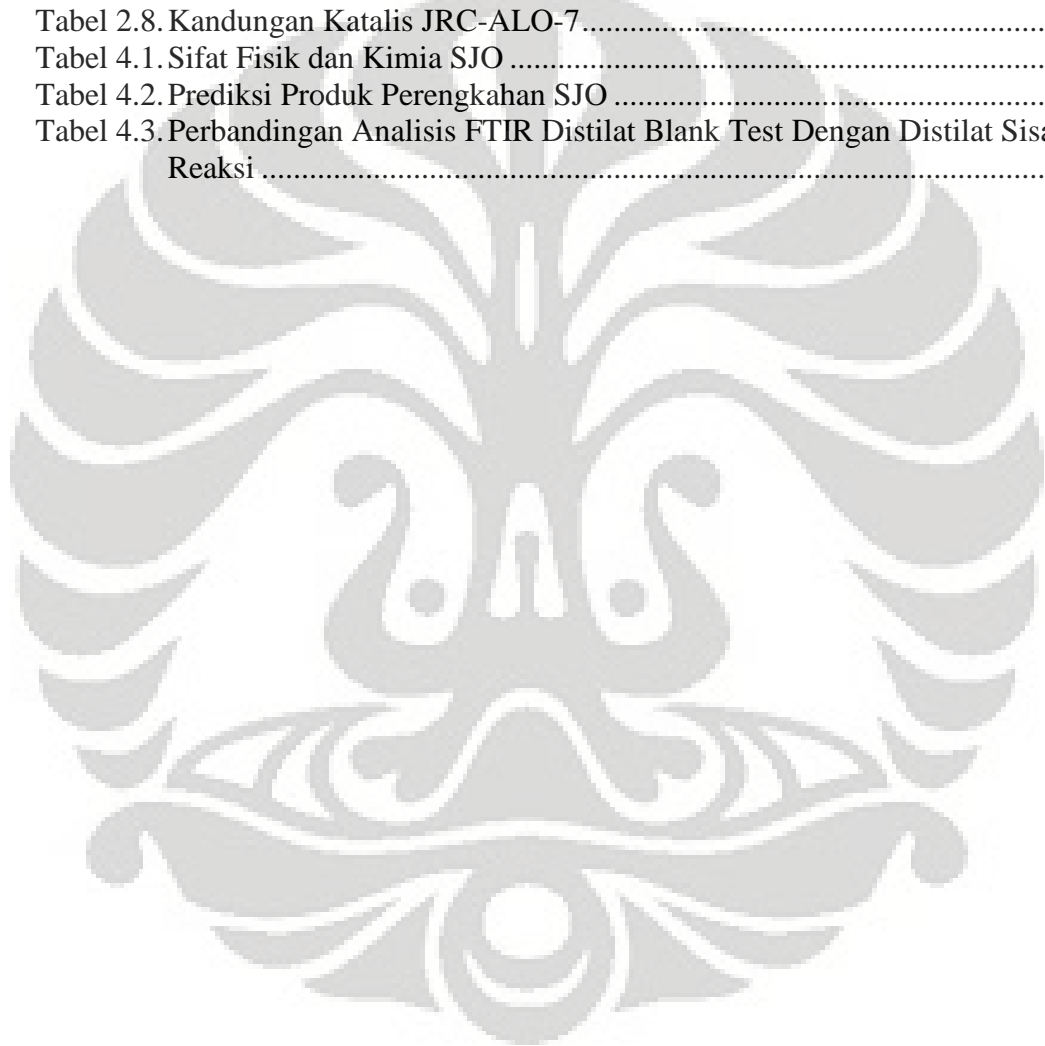 Tabel 2.8. Kandungan Katalis JRC-ALO-7..........................................................
Tabel 4.1. Sifat Fisik dan Kimia SJO ...................................................................
Tabel 4.2. Prediksi Produk Perengkahan SJO ......................................................
Tabel 4.3. Perbandingan Analisis FTIR Distilat Blank Test Dengan Distilat Sisa
Reaksi ..................................................................................................